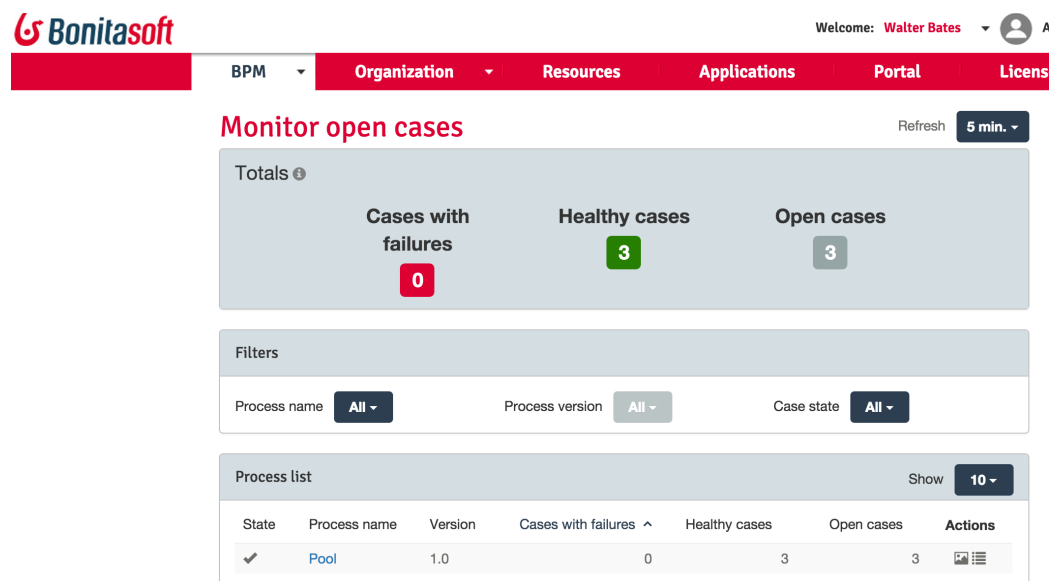 Bonitasoft
Welcome: Walter Bates
BPM Organization Resources Applications Portal
Monitor open cases
Refresh 5 min.
Totals
Cases with failures
0
Healthy cases
3
Open cases
3
Filters
Process name All
Process version All
Case state All
Process list
Show 10
State Process name Version Cases with failures Healthy cases Open cases Actions
Pool 1.0 0 3 3